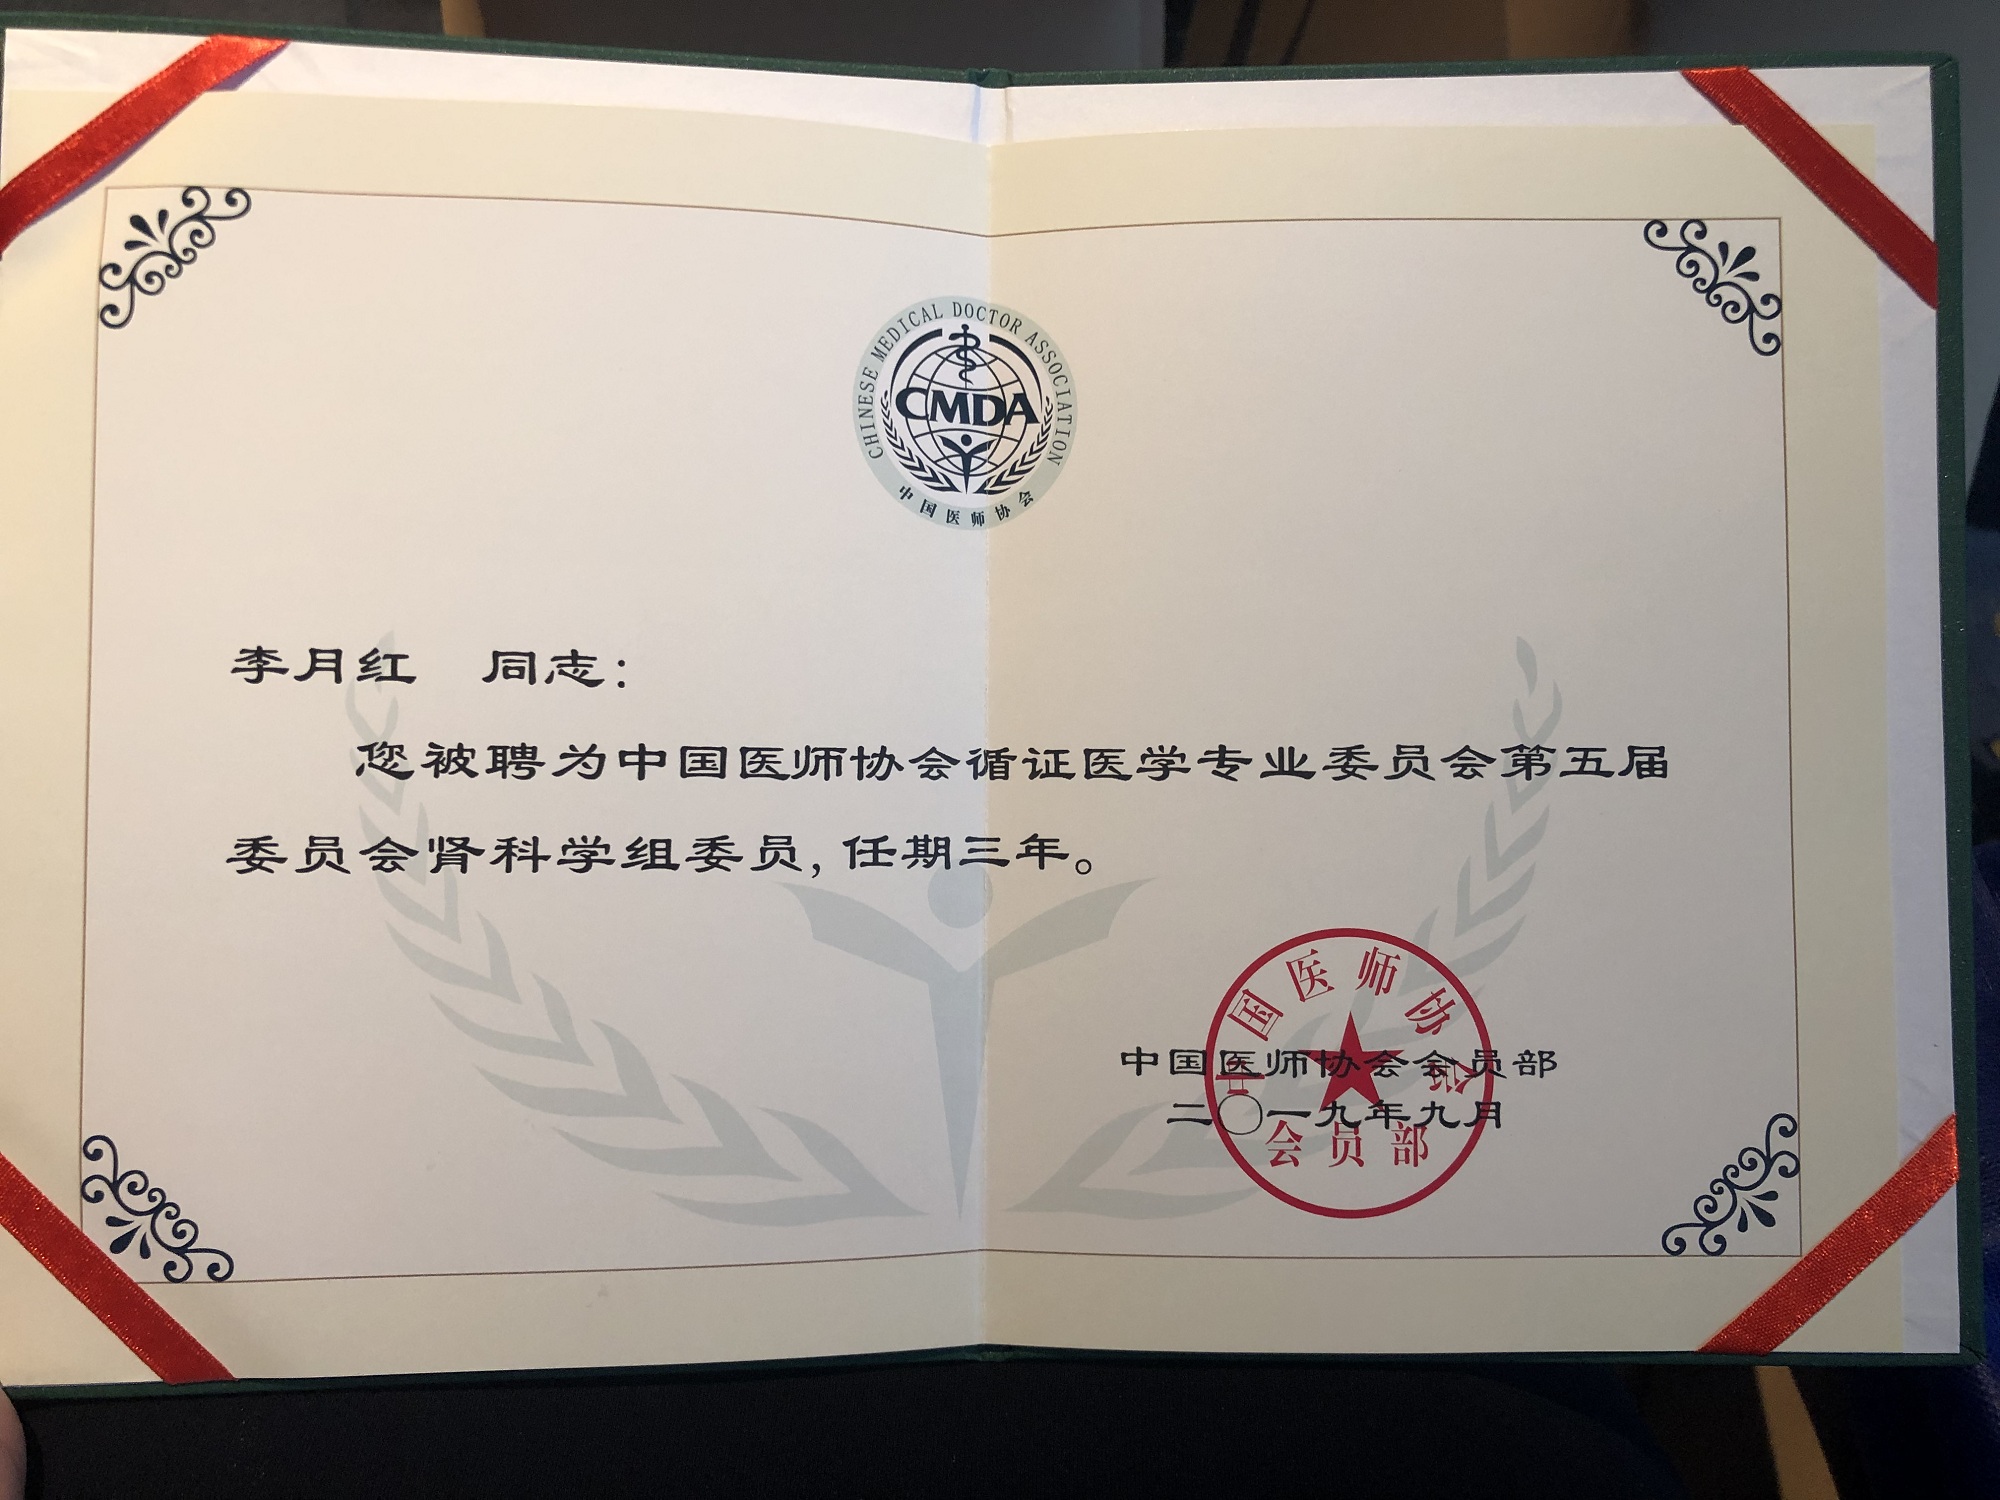 CHINESE MEDICAL DOCTOR ASSOCIATION
CMDA
中国医师协会
李月红 同志：
您被聘为中国医师协会循证医学专业委员会第五届
委员会肾科学组委员，任期三年。
中国医师协会会员部
二〇一九年九月
中国医师协会
会员部